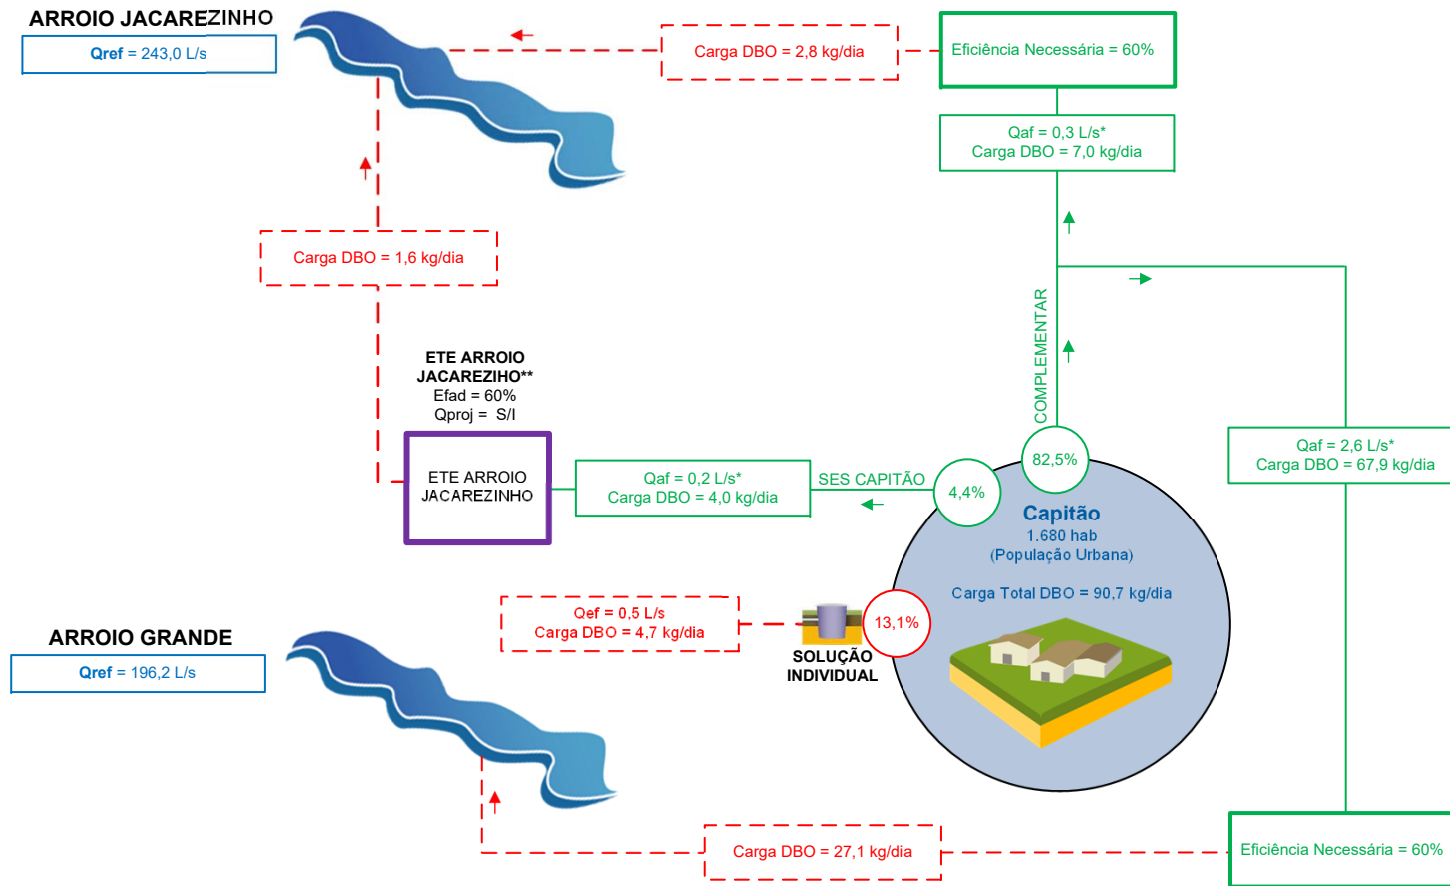 ARROIO JACAREZINHO
Qref = 243,0 L/s
Carga DBO = 2,8 kg/dia
Eficiência Necessária = 60%
Qaf = 0,3 L/s*
Carga DBO = 7,0 kg/dia
Carga DBO = 1,6 kg/dia
COMPLEMENTAR
ETE ARROIO
JACAREZIHO**
Efad = 60%
Qproj = S/I
ETE ARROIO
JACAREZINHO
Qaf = 0,2 L/s*
Carga DBO = 4,0 kg/dia
SES CAPITÃO
4,4%
82,5%
Qaf = 2,6 L/s*
Carga DBO = 67,9 kg/dia
Capitão
1.680 hab
(População Urbana)
Carga Total DBO = 90,7 kg/dia
Qef = 0,5 L/s
Carga DBO = 4,7 kg/dia
13,1%
SOLUÇÃO
INDIVIDUAL
ARROIO GRANDE
Qref = 196,2 L/s
Carga DBO = 27,1 kg/dia
Eficiência Necessária = 60%